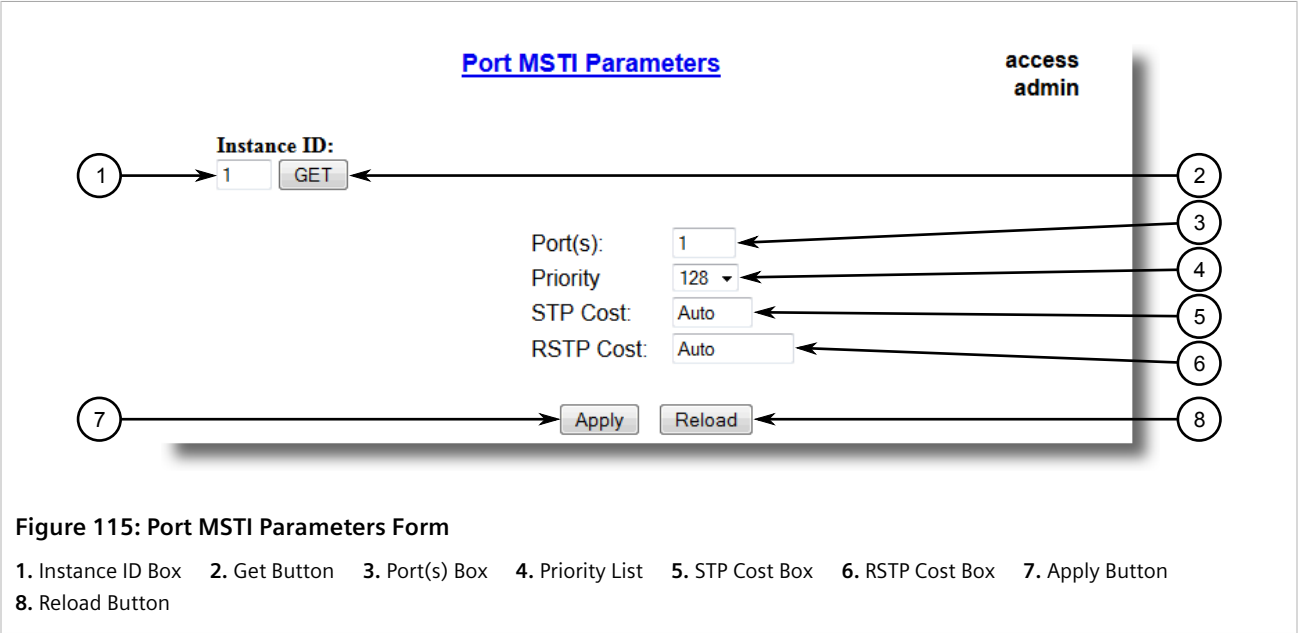 Port MSTI Parameters
access
admin
Instance ID:
1 1 GET 2
Port(s): 1 3
Priority 128 4
STP Cost: Auto 5
RSTP Cost: Auto 6
7 Apply Reload 8
Figure 115: Port MSTI Parameters Form
1. Instance ID Box 2. Get Button 3. Port(s) Box 4. Priority List 5. STP Cost Box 6. RSTP Cost Box 7. Apply Button
8. Reload Button